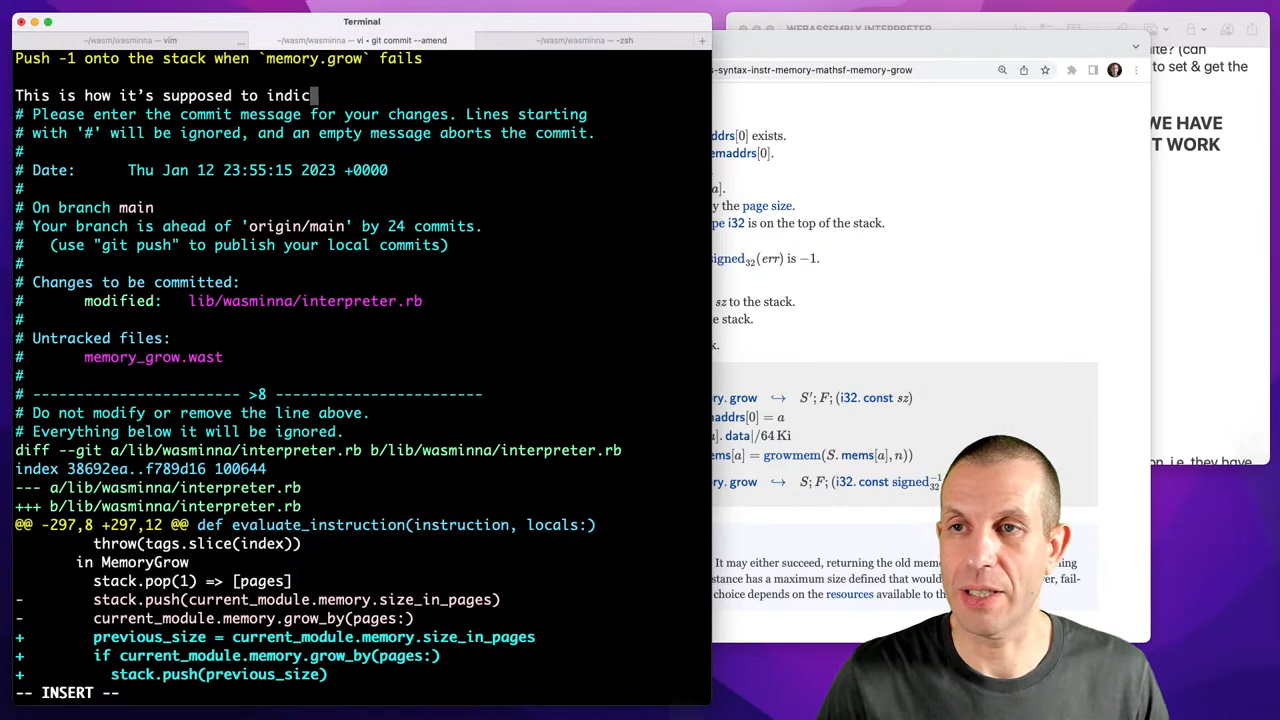 Terminal
~/wasm/wasminna — vim
...
~/wasm/wasminna — vi • git commit --amend
~/wasm/wasminna — -zsh
+
Push -1 onto the stack when `memory.grow` fails
This is how it’s supposed to indic
# Please enter the commit message for your changes. Lines starting
# with '#' will be ignored, and an empty message aborts the commit.
#
# Date:      Thu Jan 12 23:55:15 2023 +0000
#
# On branch main
# Your branch is ahead of 'origin/main' by 24 commits.
#   (use "git push" to publish your local commits)
#
# Changes to be committed:
#       modified:   lib/wasminna/interpreter.rb
#
# Untracked files:
#       memory_grow.wast
#
# ------------------------ >8 ------------------------
# Do not modify or remove the line above.
# Everything below it will be ignored.
diff --git a/lib/wasminna/interpreter.rb b/lib/wasminna/interpreter.rb
index 38692ea..f789d16 100644
--- a/lib/wasminna/interpreter.rb
+++ b/lib/wasminna/interpreter.rb
@@ -297,8 +297,12 @@ def evaluate_instruction(instruction, locals:)
throw(tags.slice(index))
in MemoryGrow
stack.pop(1) => [pages]
- stack.push(current_module.memory.size_in_pages)
- current_module.memory.grow_by(pages:)
+ previous_size = current_module.memory.size_in_pages
+ if current_module.memory.grow_by(pages:)
+ stack.push(previous_size)
-- INSERT --
WEBASSEMBLY INTERPRETER
s-syntax-instr-memory-mathsf-memory-grow
ddrs[0] exists.
emaddrs[0].
a].
y the page size.
pe i32 is on the top of the stack.
signed32(err) is −1.
sz to the stack.
e stack.
k.
ry. grow ↪ S′; F; (i32. const sz)
addrs[0] = a
a]. data|/64 Ki
ems[a] = growmem(S. mems[a], n))
ry. grow ↪ S; F; (i32. const signed
It may either succeed, returning the old mem
stance has a maximum size defined that would
choice depends on the resources available to th
ning
er, fail-
ite? (can
to set & get the
WE HAVE
T WORK
on, i.e. they have